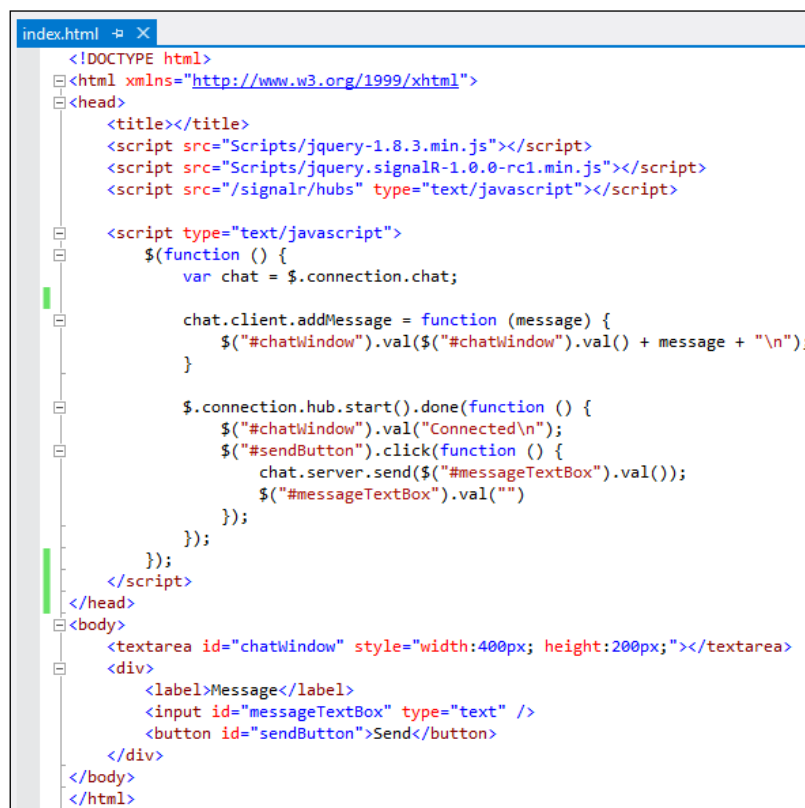 index.html
<!DOCTYPE html>
<html xmlns="http://www.w3.org/1999/xhtml">
<head>
    <title></title>
    <script src="Scripts/jquery-1.8.3.min.js"></script>
    <script src="Scripts/jquery.signalR-1.0.0-rc1.min.js"></script>
    <script src="/signalr/hubs" type="text/javascript"></script>

    <script type="text/javascript">
        $(function () {
            var chat = $.connection.chat;

            chat.client.addMessage = function (message) {
                $("#chatWindow").val($("#chatWindow").val() + message + "\n");
            }

            $.connection.hub.start().done(function () {
                $("#chatWindow").val("Connected\n");
                $("#sendButton").click(function () {
                    chat.server.send($("#messageTextBox").val());
                    $("#messageTextBox").val("")
                });
            });
        });
    </script>
</head>
<body>
    <textarea id="chatWindow" style="width:400px; height:200px;"></textarea>
    <div>
        <label>Message</label>
        <input id="messageTextBox" type="text" />
        <button id="sendButton">Send</button>
    </div>
</body>
</html>